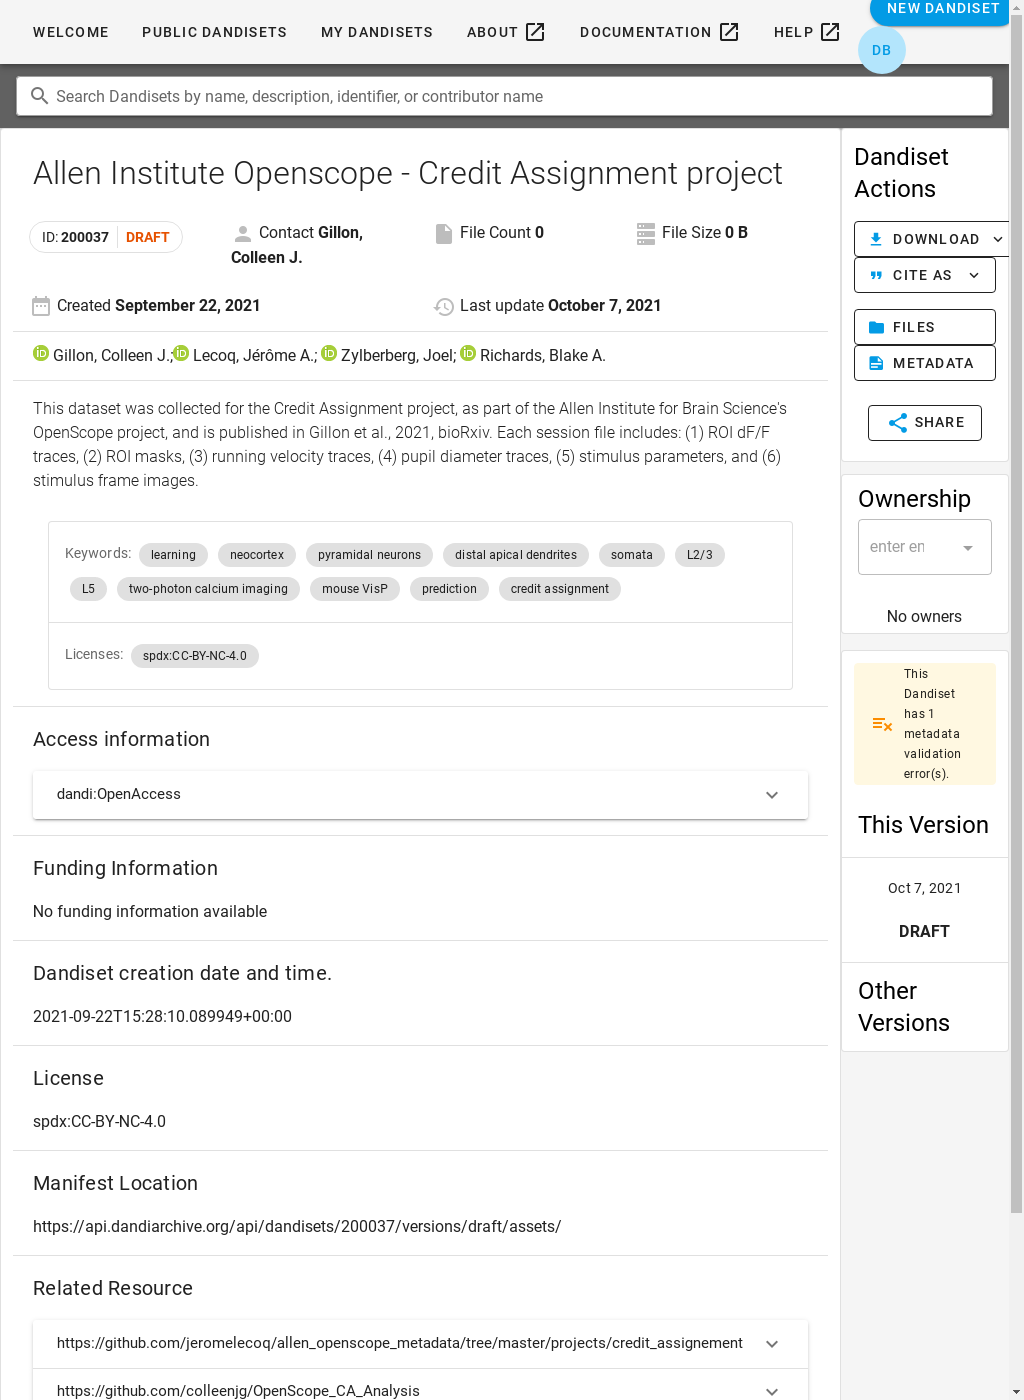 WELCOME PUBLIC DANDISETS MY DANDISETS ABOUT DOCUMENTATION HELP NEW DANDISET
DB
Search Dandisets by name, description, identifier, or contributor name
Allen Institute Openscope - Credit Assignment project
ID: 200037 DRAFT
Contact Gillon, Colleen J.
File Count 0
File Size 0 B
Created September 22, 2021
Last update October 7, 2021
Gillon, Colleen J.; Lecoq, Jérôme A.; Zylberberg, Joel; Richards, Blake A.
This dataset was collected for the Credit Assignment project, as part of the Allen Institute for Brain Science's
OpenScope project, and is published in Gillon et al., 2021, bioRxiv. Each session file includes: (1) ROI dF/F
traces, (2) ROI masks, (3) running velocity traces, (4) pupil diameter traces, (5) stimulus parameters, and (6)
stimulus frame images.
Keywords: learning neocortex pyramidal neurons distal apical dendrites somata L2/3
L5 two-photon calcium imaging mouse VisP prediction credit assignment
Licenses: spdx:CC-BY-NC-4.0
Access information
dandi:OpenAccess
Funding Information
No funding information available
Dandiset creation date and time.
2021-09-22T15:28:10.089949+00:00
License
spdx:CC-BY-NC-4.0
Manifest Location
https://api.dandiarchive.org/api/dandisets/200037/versions/draft/assets/
Related Resource
https://github.com/jeromelecoq/allen_openscope_metadata/tree/master/projects/credit_assignement
https://github.com/colleenjg/OpenScope_CA_Analysis
Dandiset
Actions
DOWNLOAD
CITE AS
FILES
METADATA
SHARE
Ownership
enter en
No owners
This
Dandiset
has 1
metadata
validation
error(s).
This Version
Oct 7, 2021
DRAFT
Other
Versions